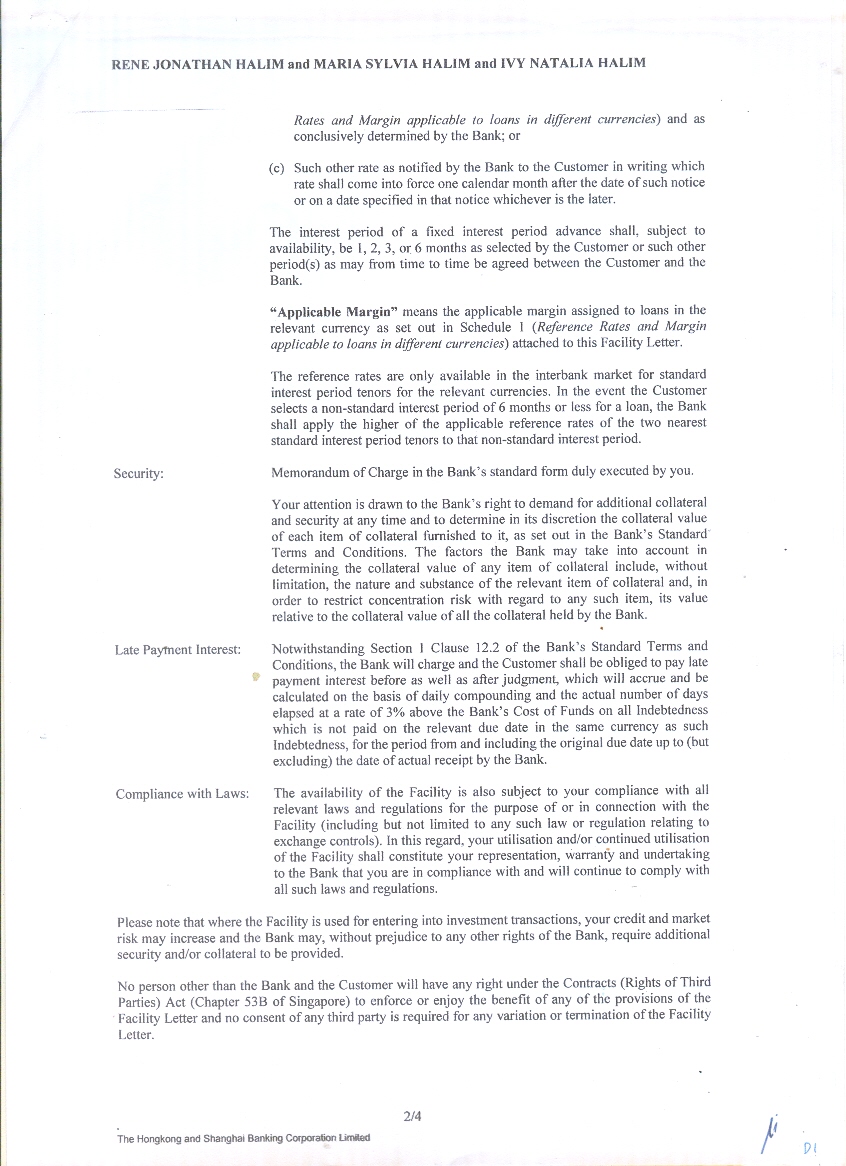 RENE JONATHAN HALIM and MARIA SYLVIA HALIM and IVY NATALIA HALIM
Rates and Margin applicable to loans in different currencies) and as
conclusively determined by the Bank; or
(c) Such other rate as notified by the Bank to the Customer in writing which
rate shall come into force one calendar month after the date of such notice
or on a date specified in that notice whichever is the later.
The interest period of a fixed interest period advance shall, subject to
availability, be 1, 2, 3, or 6 months as selected by the Customer or such other
period(s) as may from time to time be agreed between the Customer and the
Bank.
“Applicable Margin” means the applicable margin assigned to loans in the
relevant currency as set out in Schedule 1 (Reference Rates and Margin
applicable to loans in different currencies) attached to this Facility Letter.
The reference rates are only available in the interbank market for standard
interest period tenors for the relevant currencies. In the event the Customer
selects a non-standard interest period of 6 months or less for a loan, the Bank
shall apply the higher of the applicable reference rates of the two nearest
standard interest period tenors to that non-standard interest period.
Security: Memorandum of Charge in the Bank’s standard form duly executed by you.
Your attention is drawn to the Bank’s right to demand for additional collateral
and security at any time and to determine in its discretion the collateral value
of each item of collateral furnished to it, as set out in the Bank’s Standard
Terms and Conditions. The factors the Bank may take into account in
determining the collateral value of any item of collateral include, without
limitation, the nature and substance of the relevant item of collateral and, in
order to restrict concentration risk with regard to any such item, its value
relative to the collateral value of all the collateral held by the Bank.
Late Payment Interest: Notwithstanding Section 1 Clause 12.2 of the Bank’s Standard Terms and
Conditions, the Bank will charge and the Customer shall be obliged to pay late
payment interest before as well as after judgment, which will accrue and be
calculated on the basis of daily compounding and the actual number of days
elapsed at a rate of 3% above the Bank’s Cost of Funds on all Indebtedness
which is not paid on the relevant due date in the same currency as such
Indebtedness, for the period from and including the original due date up to (but
excluding) the date of actual receipt by the Bank.
Compliance with Laws: The availability of the Facility is also subject to your compliance with all
relevant laws and regulations for the purpose of or in connection with the
Facility (including but not limited to any such law or regulation relating to
exchange controls). In this regard, your utilisation and/or continued utilisation
of the Facility shall constitute your representation, warranty and undertaking
to the Bank that you are in compliance with and will continue to comply with
all such laws and regulations.
Please note that where the Facility is used for entering into investment transactions, your credit and market
risk may increase and the Bank may, without prejudice to any other rights of the Bank, require additional
security and/or collateral to be provided.
No person other than the Bank and the Customer will have any right under the Contracts (Rights of Third
Parties) Act (Chapter 53B of Singapore) to enforce or enjoy the benefit of any of the provisions of the
Facility Letter and no consent of any third party is required for any variation or termination of the Facility
Letter.
2/4
The Hongkong and Shanghai Banking Corporation Limited